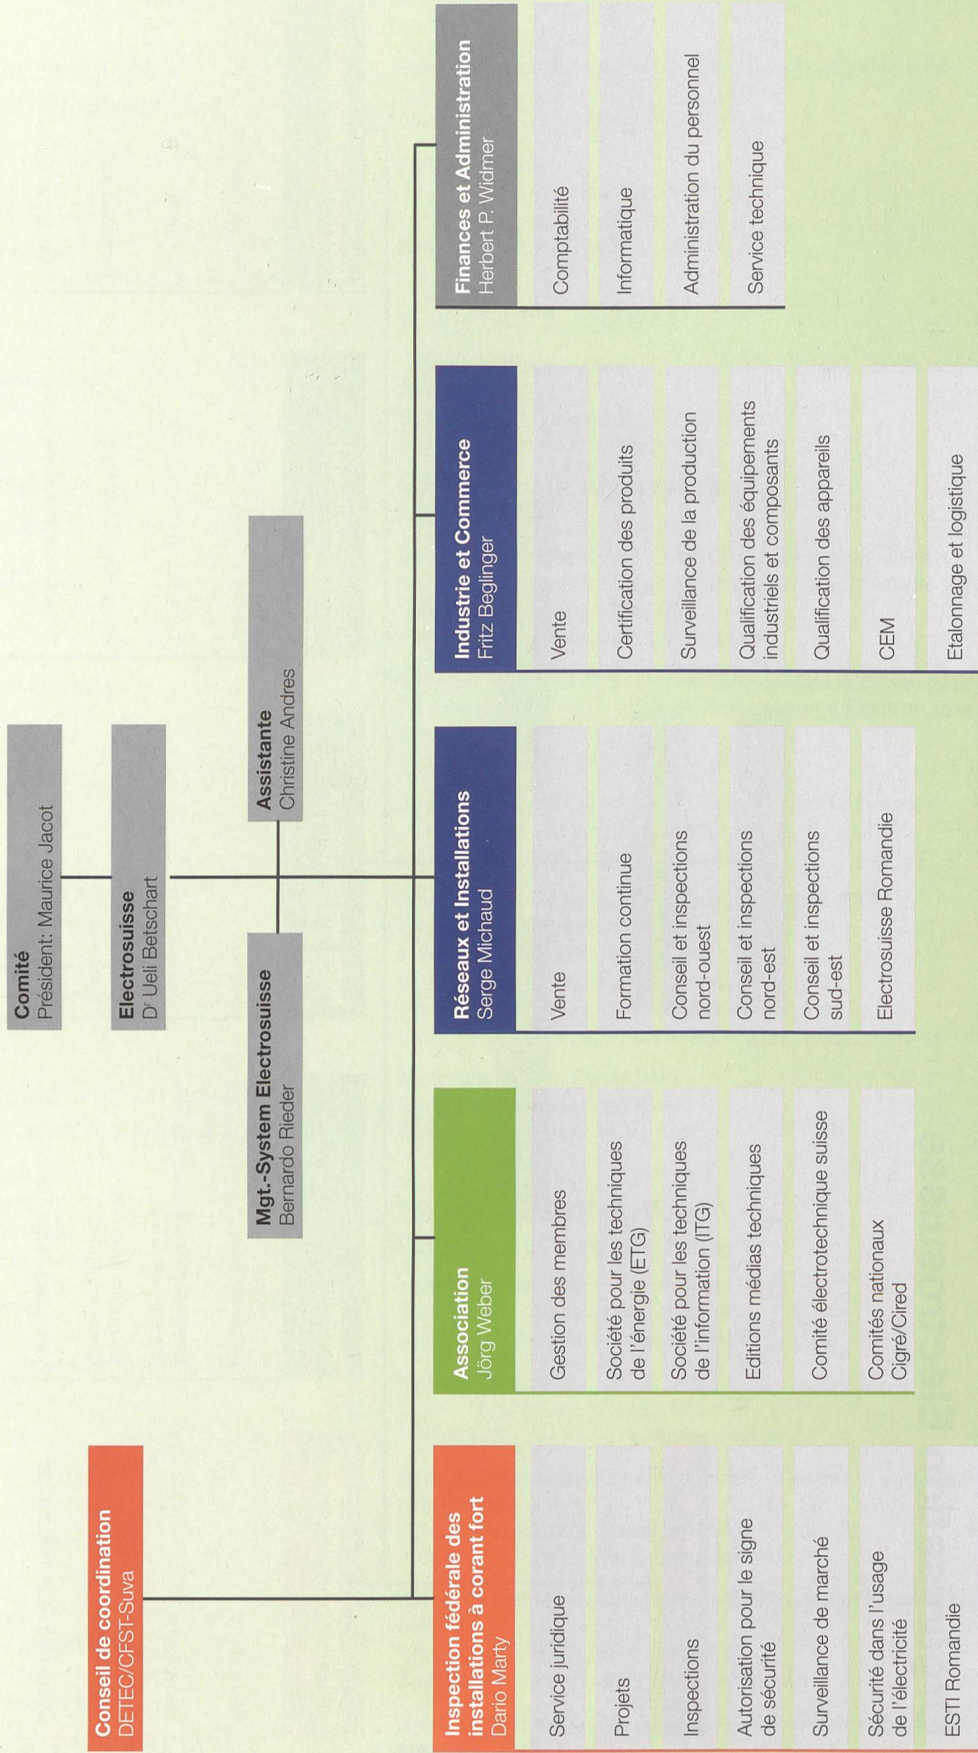 Comité
Président: Maurice Jacot
Electrosuisse
Dr Ueli Betschart
Conseil de coordination
DETEC/CFST-Suva
Mgt.-System Electrosuisse
Bernardo Rieder
Assistante
Christine Andres
Inspection fédérale des
installations à corant fort
Dario Marty
Service juridique
Projets
Inspections
Autorisation pour le signe
de sécurité
Surveillance de marché
Sécurité dans l'usage
de l'électricité
ESTI Romandie
Association
Jörg Weber
Gestion des membres
Société pour les techniques
de l'énergie (ETG)
Société pour les techniques
de l'information (ITG)
Editions médias techniques
Comité électrotechnique suisse
Comités nationaux
Cigré/Cired
Réseaux et Installations
Serge Michaud
Vente
Formation continue
Conseil et inspections
nord-ouest
Conseil et inspections
nord-est
Conseil et inspections
sud-est
Electrosuisse Romandie
Industrie et Commerce
Fritz Beglinger
Vente
Certification des produits
Surveillance de la production
Qualification des équipements
industriels et composants
Qualification des appareils
CEM
Etalonnage et logistique
Finances et Administration
Herbert P. Widmer
Comptabilité
Informatique
Administration du personnel
Service technique